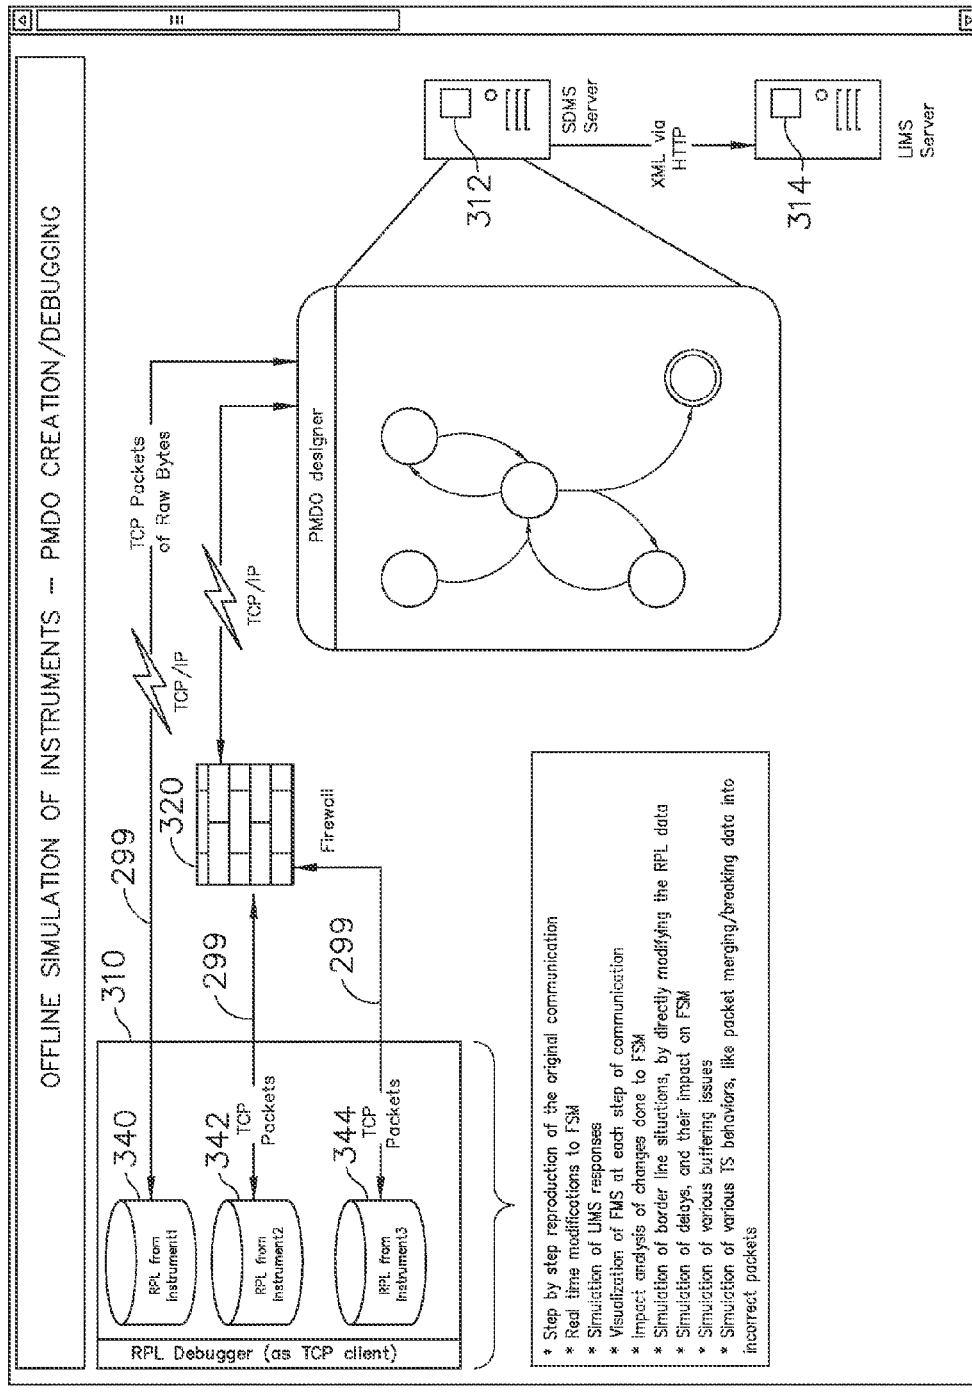 OFFLINE SIMULATION OF INSTRUMENTS – PMDO CREATION/DEBUGGING
310
299
340
RPL from
instrument1
TCP/IP
TCP Packets
of Raw Bytes
342
RPL from
instrument2
TCP
Packets
299
320
Firewall
TCP/IP
344
RPL from
instrument3
TCP
Packets
299
RPL Debugger (as TCP client)
PMDO designer
312
SDMS
Server
XML via
HTTP
314
LIMS
Server
* Step by step reproduction of the original communication
* Real time modifications to FSM
* Simulation of LIMS responses
* Visualization of FMS at each step of communication
* Impact analysis of changes done to FSM
* Simulation of border line situations, by directly modifying the RPL data
* Simulation of delays, and their impact on FSM
* Simulation of various buffering issues
* Simulation of various TS behaviors, like packet merging/breaking data into
incorrect packets